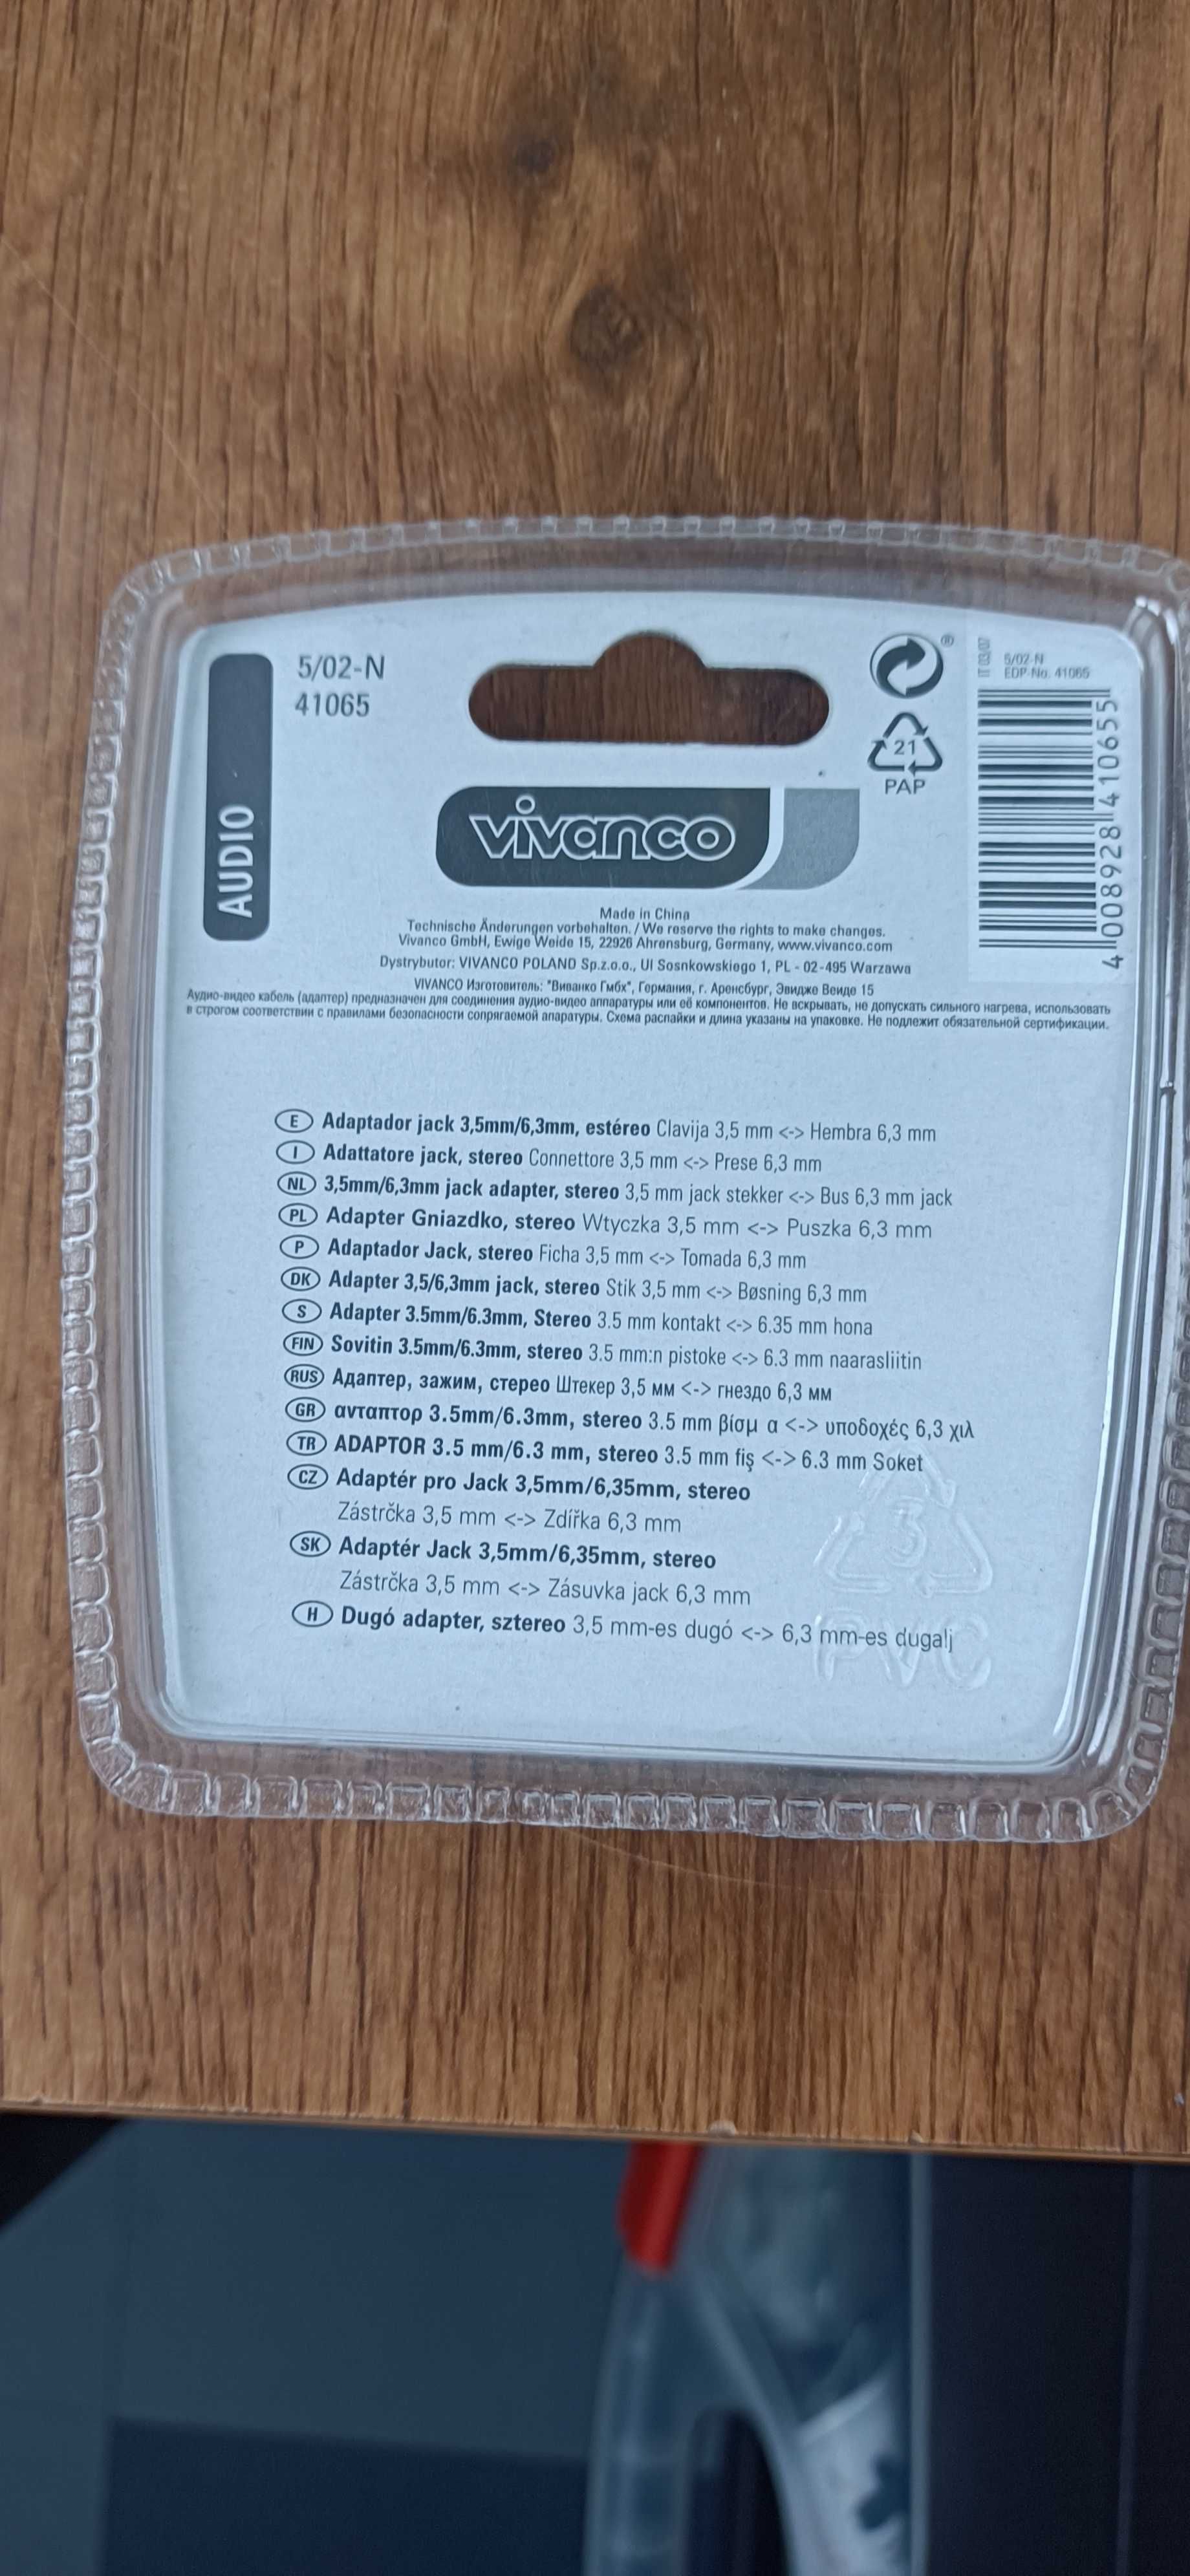 5/02-N
41065
AUDIO
®
21
PAP
5/02-N
EDP-No. 41065
4 008928 410655
vivanco
Made in China
Technische Änderungen vorbehalten. / We reserve the rights to make changes.
Vivanco GmbH, Ewige Weide 15, 22926 Ahrensburg, Germany, www.vivanco.com
Dystrybutor: VIVANCO POLAND Sp.z.o.o., Ul Sosnkowskiego 1, PL - 02-495 Warzawa
VIVANCO Изготовитель: "Виванко Гмбх", Германия, г. Аренсбург, Эвидже Веиде 15
Аудио-видео кабель (адаптер) предназначен для соединения аудио-видео аппаратуры или её компонентов. Не вскрывать, не допускать сильного нагрева, использовать
в строгом соответствии с правилами безопасности сопрягаемой апаратуры. Схема распайки и длина указаны на упаковке. Не подлежит обязательной сертификации.
E Adaptador jack 3,5mm/6,3mm, estéreo Clavija 3,5 mm <-> Hembra 6,3 mm
I Adattatore jack, stereo Connettore 3,5 mm <-> Prese 6,3 mm
NL 3,5mm/6,3mm jack adapter, stereo 3,5 mm jack stekker <-> Bus 6,3 mm jack
PL Adapter Gniazdko, stereo Wtyczka 3,5 mm <-> Puszka 6,3 mm
P Adaptador Jack, stereo Ficha 3,5 mm <-> Tomada 6,3 mm
DK Adapter 3,5/6,3mm jack, stereo Stik 3,5 mm <-> Bøsning 6,3 mm
S Adapter 3.5mm/6.3mm, Stereo 3.5 mm kontakt <-> 6.35 mm hona
FIN Sovitin 3.5mm/6.3mm, stereo 3.5 mm:n pistoke <-> 6.3 mm naarasliitin
RUS Адаптер, зажим, стерео Штекер 3,5 мм <-> гнездо 6,3 мм
GR ανταπτορ 3.5mm/6.3mm, stereo 3.5 mm βίσμ α <-> υποδοχές 6,3 χιλ
TR ADAPTOR 3.5 mm/6.3 mm, stereo 3.5 mm fiş <-> 6.3 mm Soket
CZ Adaptér pro Jack 3,5mm/6,35mm, stereo
Zástrčka 3,5 mm <-> Zdířka 6,3 mm
SK Adaptér Jack 3,5mm/6,35mm, stereo
Zástrčka 3,5 mm <-> Zásuvka jack 6,3 mm
H Dugó adapter, sztereo 3,5 mm-es dugó <-> 6,3 mm-es dugalj
3
PVC